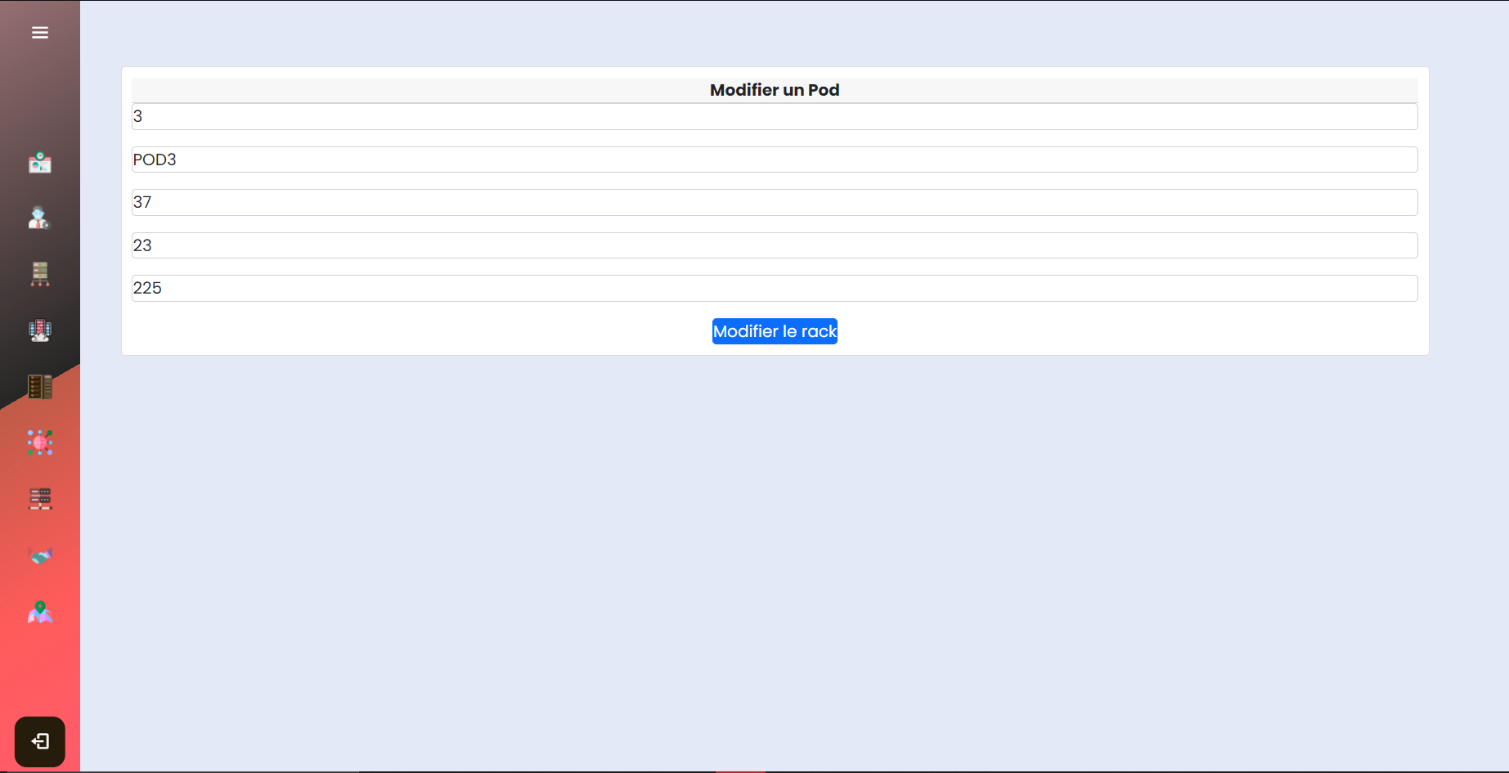 Modifier un Pod
3
POD3
37
23
225
Modifier le rack